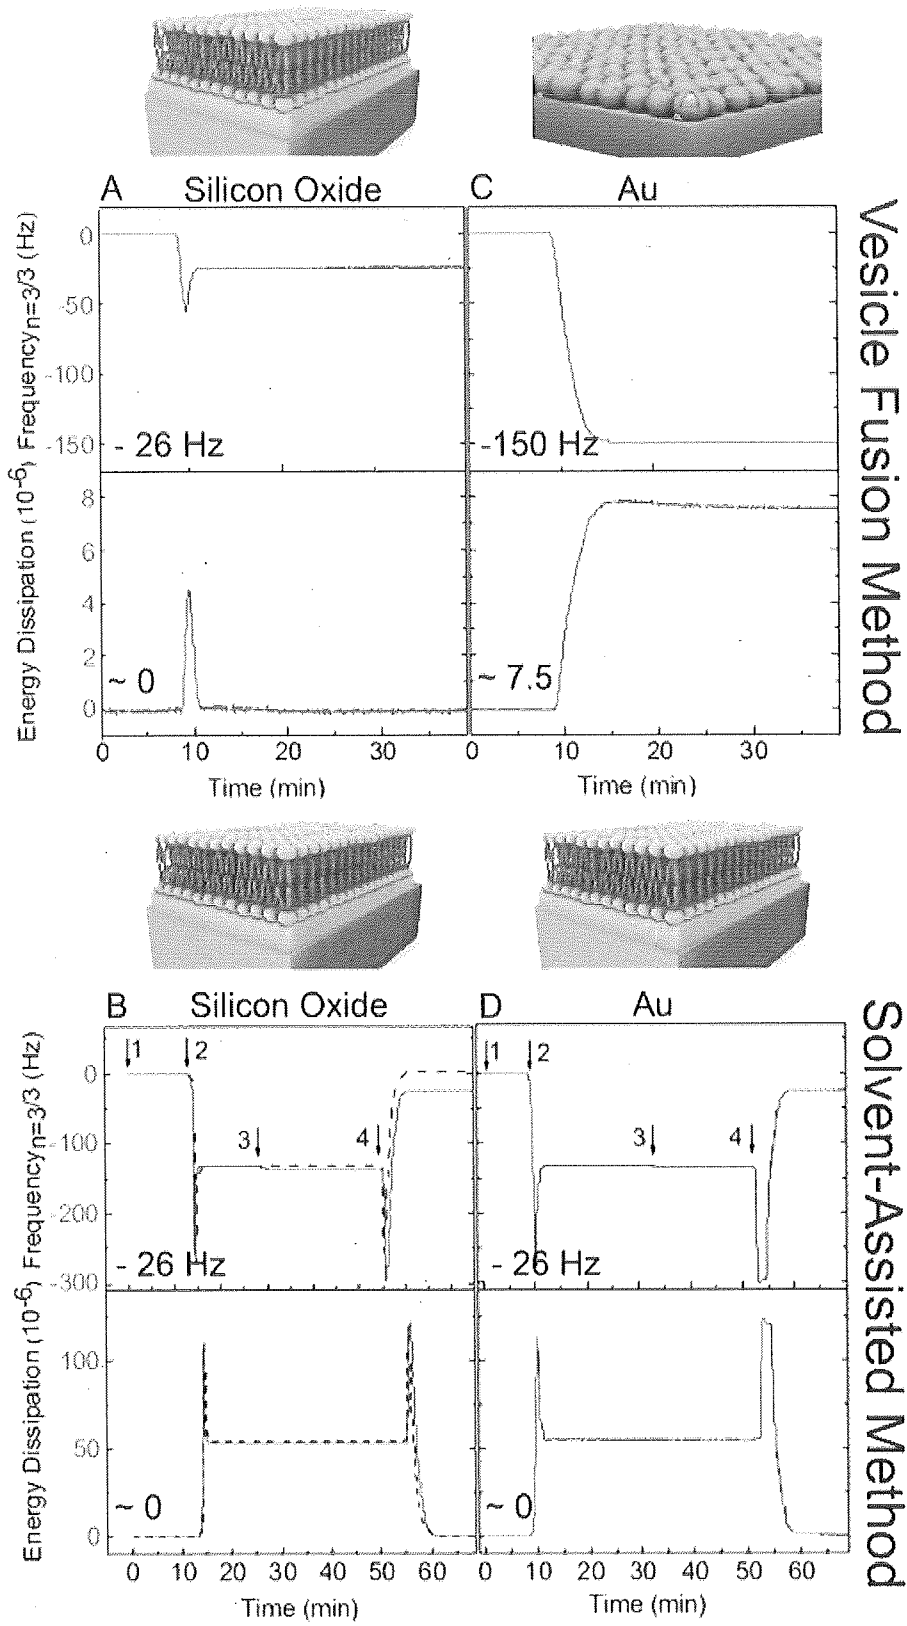 A Silicon Oxide
C Au
Vesicle Fusion Method
Energy Dissipation (10-6) Frequency n=3/3 (Hz)
0
-50
-100
-150
- 26 Hz
-150 Hz
8
6
4
2
0
~ 0
~ 7.5
0 10 20 30
0 10 20 30
Time (min)
Time (min)
B Silicon Oxide
D Au
Solvent-Assisted Method
Energy Dissipation (10-6) Frequency n=3/3 (Hz)
0
-100
-200
-300
1 2 3 4
1 2 3 4
- 26 Hz
- 26 Hz
100
50
0
~ 0
~ 0
0 10 20 30 40 50 60
0 10 20 30 40 50 60
Time (min)
Time (min)